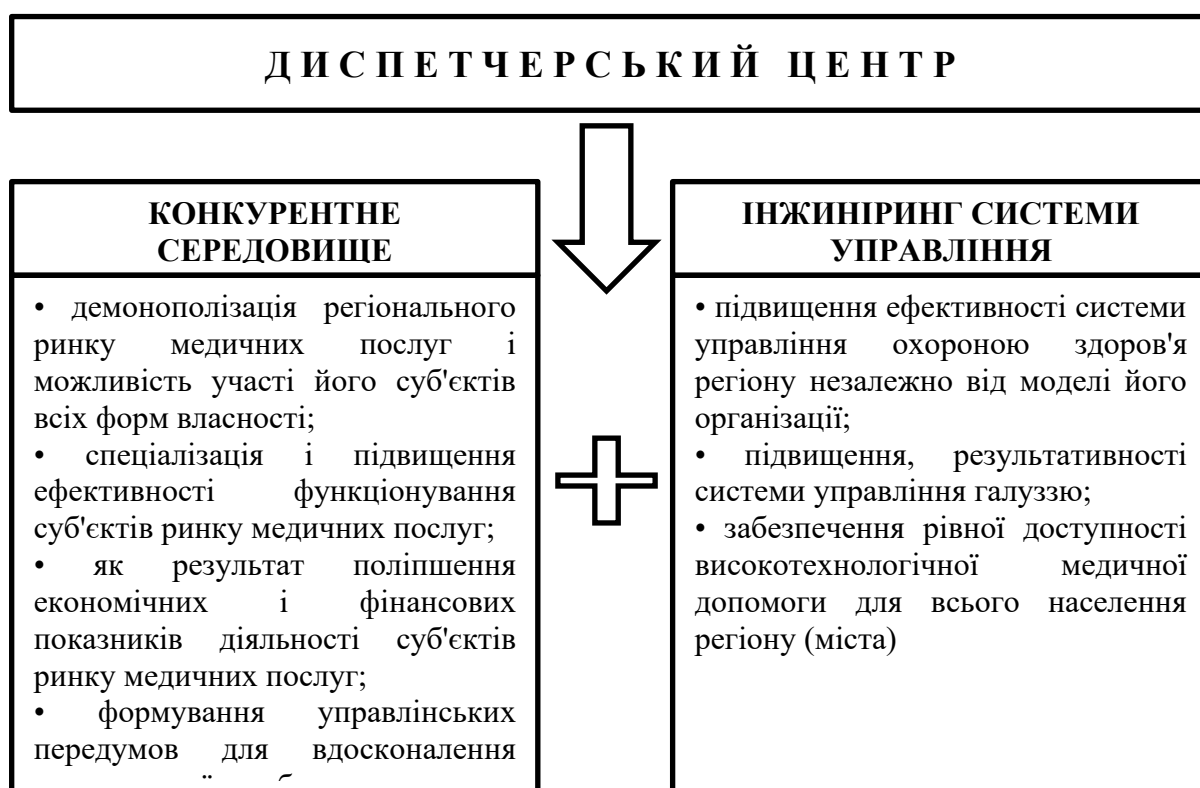 ДИСПЕТЧЕРСЬКИЙ ЦЕНТР
КОНКУРЕНТНЕ
СЕРЕДОВИЩЕ
• демонополізація регіонального
ринку медичних послуг і
можливість участі його суб'єктів
всіх форм власності;
• спеціалізація і підвищення
ефективності функціонування
суб'єктів ринку медичних послуг;
• як результат поліпшення
економічних і фінансових
показників діяльності суб'єктів
ринку медичних послуг;
• формування управлінських
передумов для вдосконалення
ІНЖИНІРИНГ СИСТЕМИ
УПРАВЛІННЯ
• підвищення ефективності системи
управління охороною здоров'я
регіону незалежно від моделі його
організації;
• підвищення, результативності
системи управління галуззю;
• забезпечення рівної доступності
високотехнологічної медичної
допомоги для всього населення
регіону (міста)